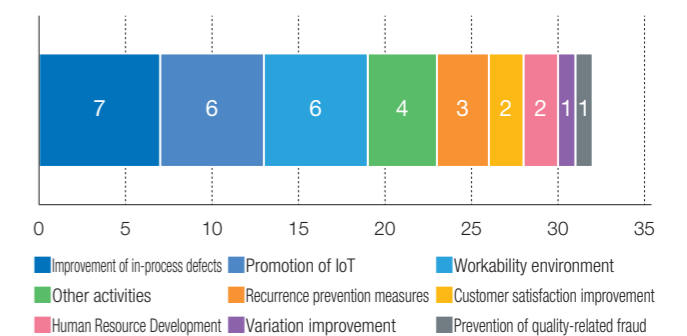 7 6 6 4 3 2 2 1 1
0 5 10 15 20 25 30 35
Improvement of in-process defects Promotion of IoT Workability environment
Other activities Recurrence prevention measures Customer satisfaction improvement
Human Resource Development Variation improvement Prevention of quality-related fraud